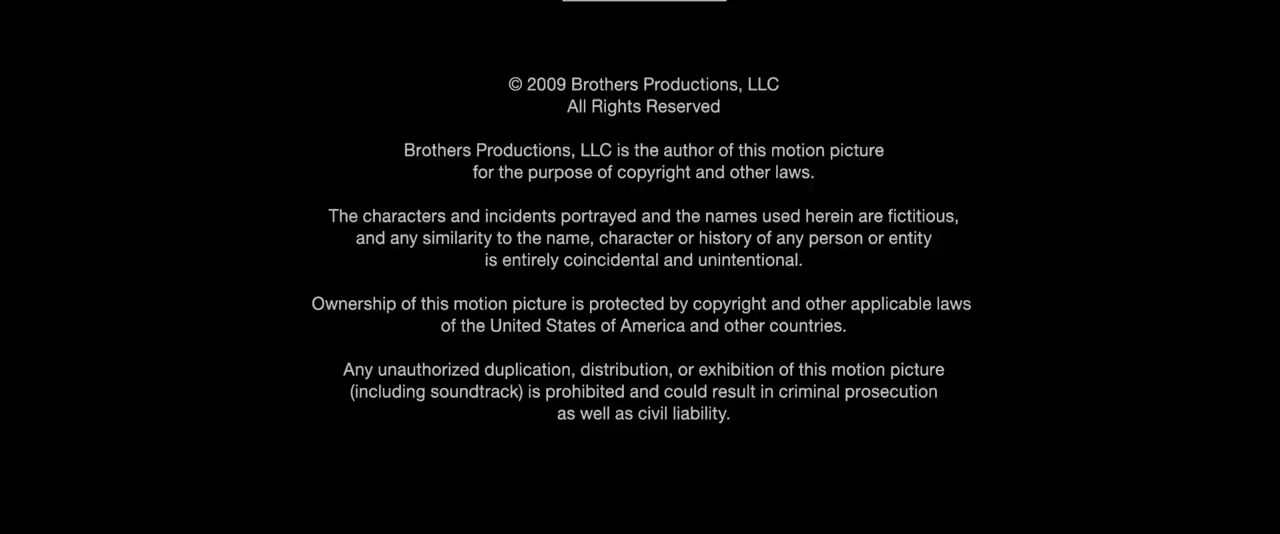 © 2009 Brothers Productions, LLC
All Rights Reserved
Brothers Productions, LLC is the author of this motion picture
for the purpose of copyright and other laws.
The characters and incidents portrayed and the names used herein are fictitious,
and any similarity to the name, character or history of any person or entity
is entirely coincidental and unintentional.
Ownership of this motion picture is protected by copyright and other applicable laws
of the United States of America and other countries.
Any unauthorized duplication, distribution, or exhibition of this motion picture
(including soundtrack) is prohibited and could result in criminal prosecution
as well as civil liability.